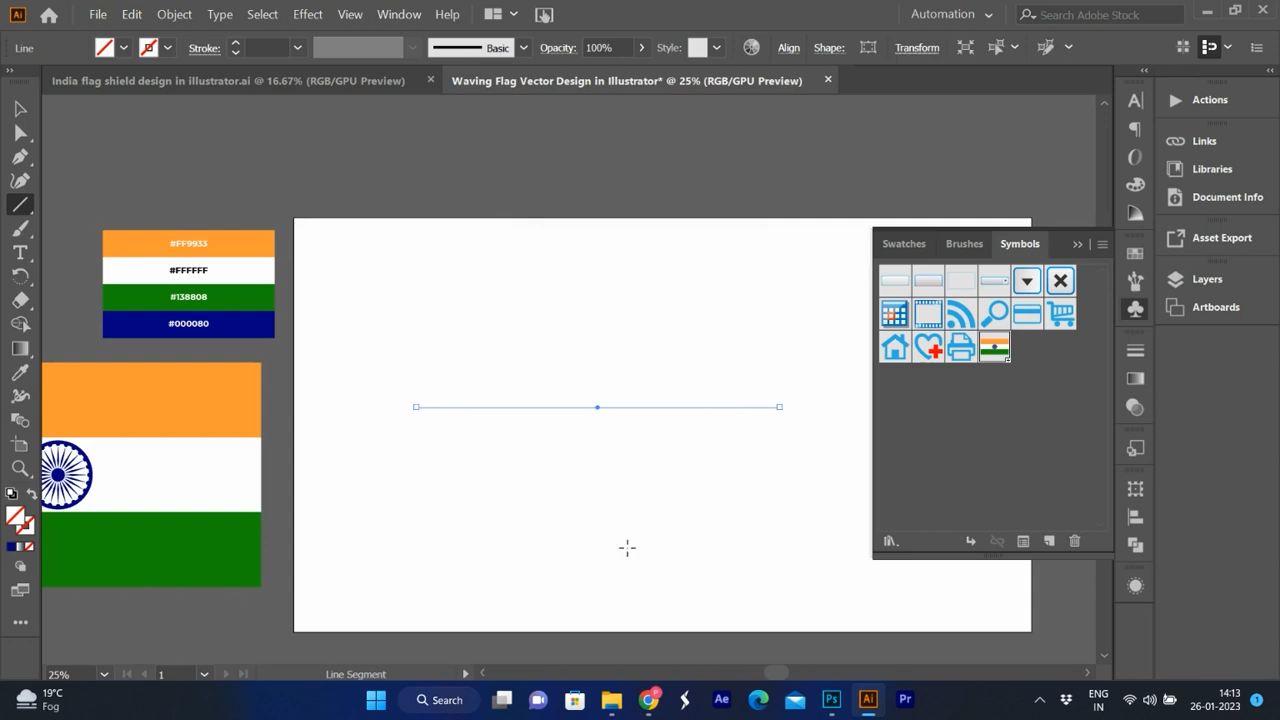 File Edit Object Type Select Effect View Window Help Automation Search Adobe Stock
Line Stroke: Basic Opacity: 100% Style: Align Shape: Transform
India flag shield design in illustrator.ai @ 16.67% (RGB/GPU Preview) Waving Flag Vector Design in Illustrator* @ 25% (RGB/GPU Preview)
Actions
Links
Libraries
Document Info
Asset Export
Layers
Artboards
#FF9933
#FFFFFF
#138808
#000080
Swatches Brushes Symbols
25% 1 Line Segment
19°C
Fog
Search
ENG
IN
14:13
26-01-2023